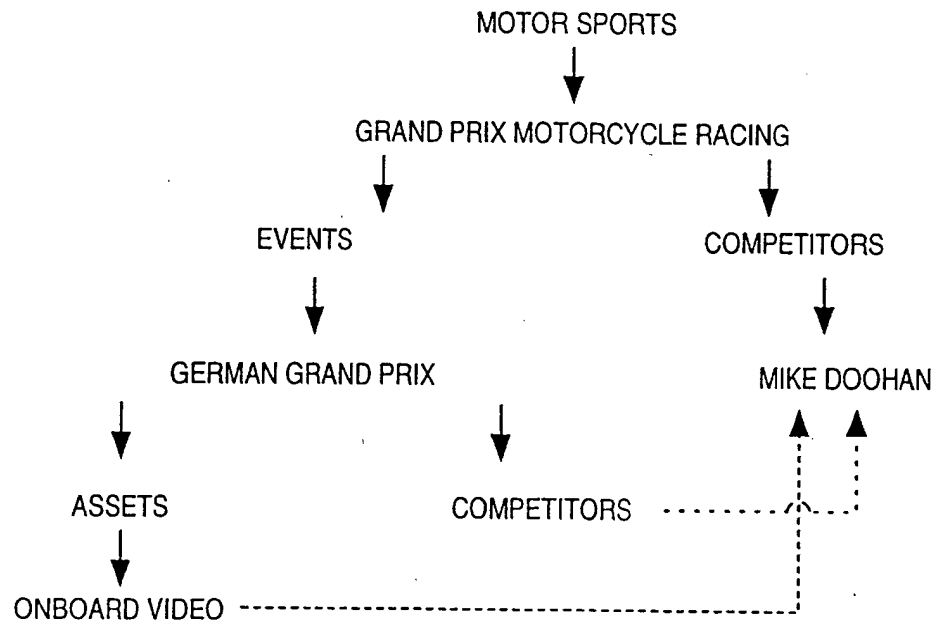 MOTOR SPORTS
GRAND PRIX MOTORCYCLE RACING
EVENTS
COMPETITORS
GERMAN GRAND PRIX
MIKE DOOHAN
ASSETS
COMPETITORS
ONBOARD VIDEO